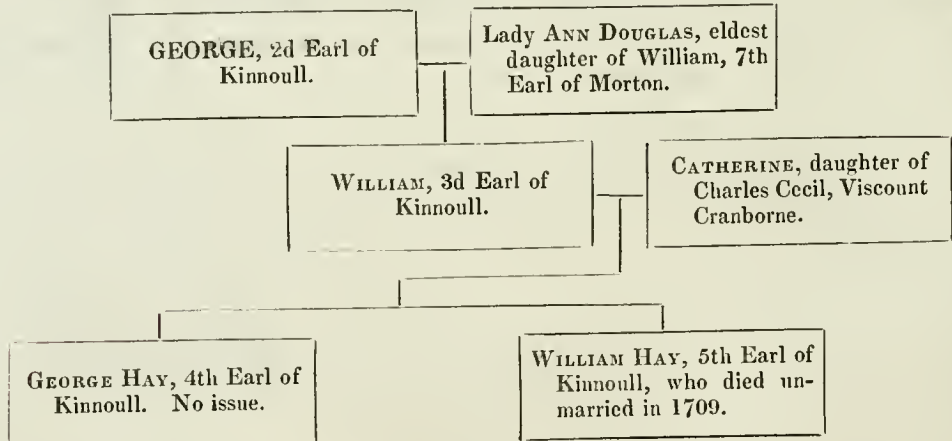 GEORGE, 2d Earl of
Kinnoull.
Lady ANN DOUGLAS, eldest
daughter of William, 7th
Earl of Morton.
WILLIAM, 3d Earl of
Kinnoull.
CATHERINE, daughter of
Charles Cecil, Viscount
Cranborne.
GEORGE HAY, 4th Earl of
Kinnoull. No issue.
WILLIAM HAY, 5th Earl of
Kinnoull, who died un-
married in 1709.